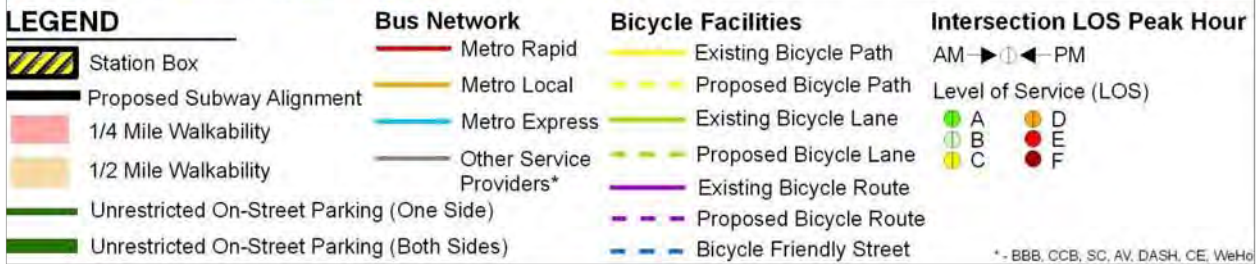 LEGEND
Station Box
Proposed Subway Alignment
1/4 Mile Walkability
1/2 Mile Walkability
Unrestricted On-Street Parking (One Side)
Unrestricted On-Street Parking (Both Sides)
Bus Network
Metro Rapid
Metro Local
Metro Express
Other Service
Providers*
Bicycle Facilities
Existing Bicycle Path
Proposed Bicycle Path
Existing Bicycle Lane
Proposed Bicycle Lane
Existing Bicycle Route
Proposed Bicycle Route
Bicycle Friendly Street
Intersection LOS Peak Hour
AM PM
Level of Service (LOS)
A D
B E
C F
* - BBB, CCB, SC, AV, DASH, CE, WeHo